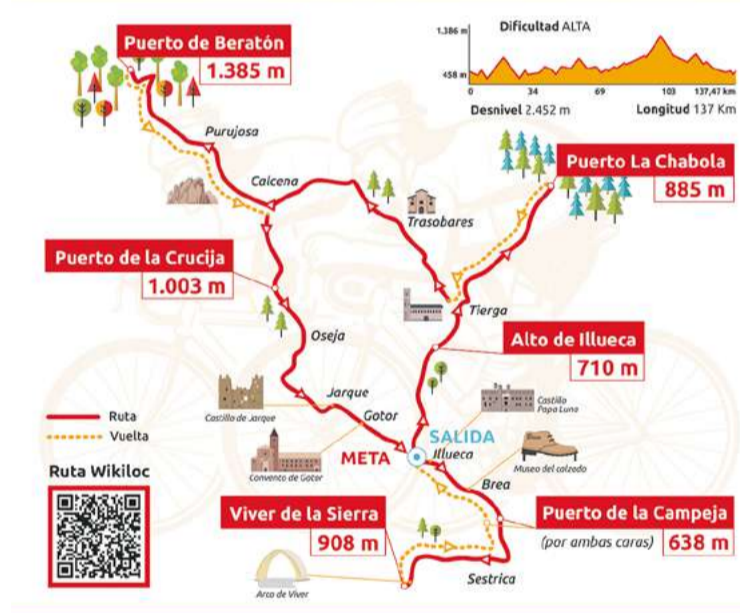 Puerto de Beratón
1.385 m
Dificultad ALTA
1.386 m
458 m
0 34 69 103 137,47 km
Desnivel 2.452 m Longitud 137 Km
Purujosa
Calcena
Puerto La Chabola
885 m
Trasobares
Puerto de la Crucija
1.003 m
Tierga
Oseja
Alto de Illueca
710 m
Jarque
Castillo de Jarque
Gotor
Castillo
Papa Luna
Ruta
Vuelta
SALIDA
META
Illueca
Convento de Gotor
Museo del calzado
Ruta Wikiloc
Brea
Viver de la Sierra
908 m
Puerto de la Campeja
(por ambas caras) 638 m
Sestrica
Arco de Viver